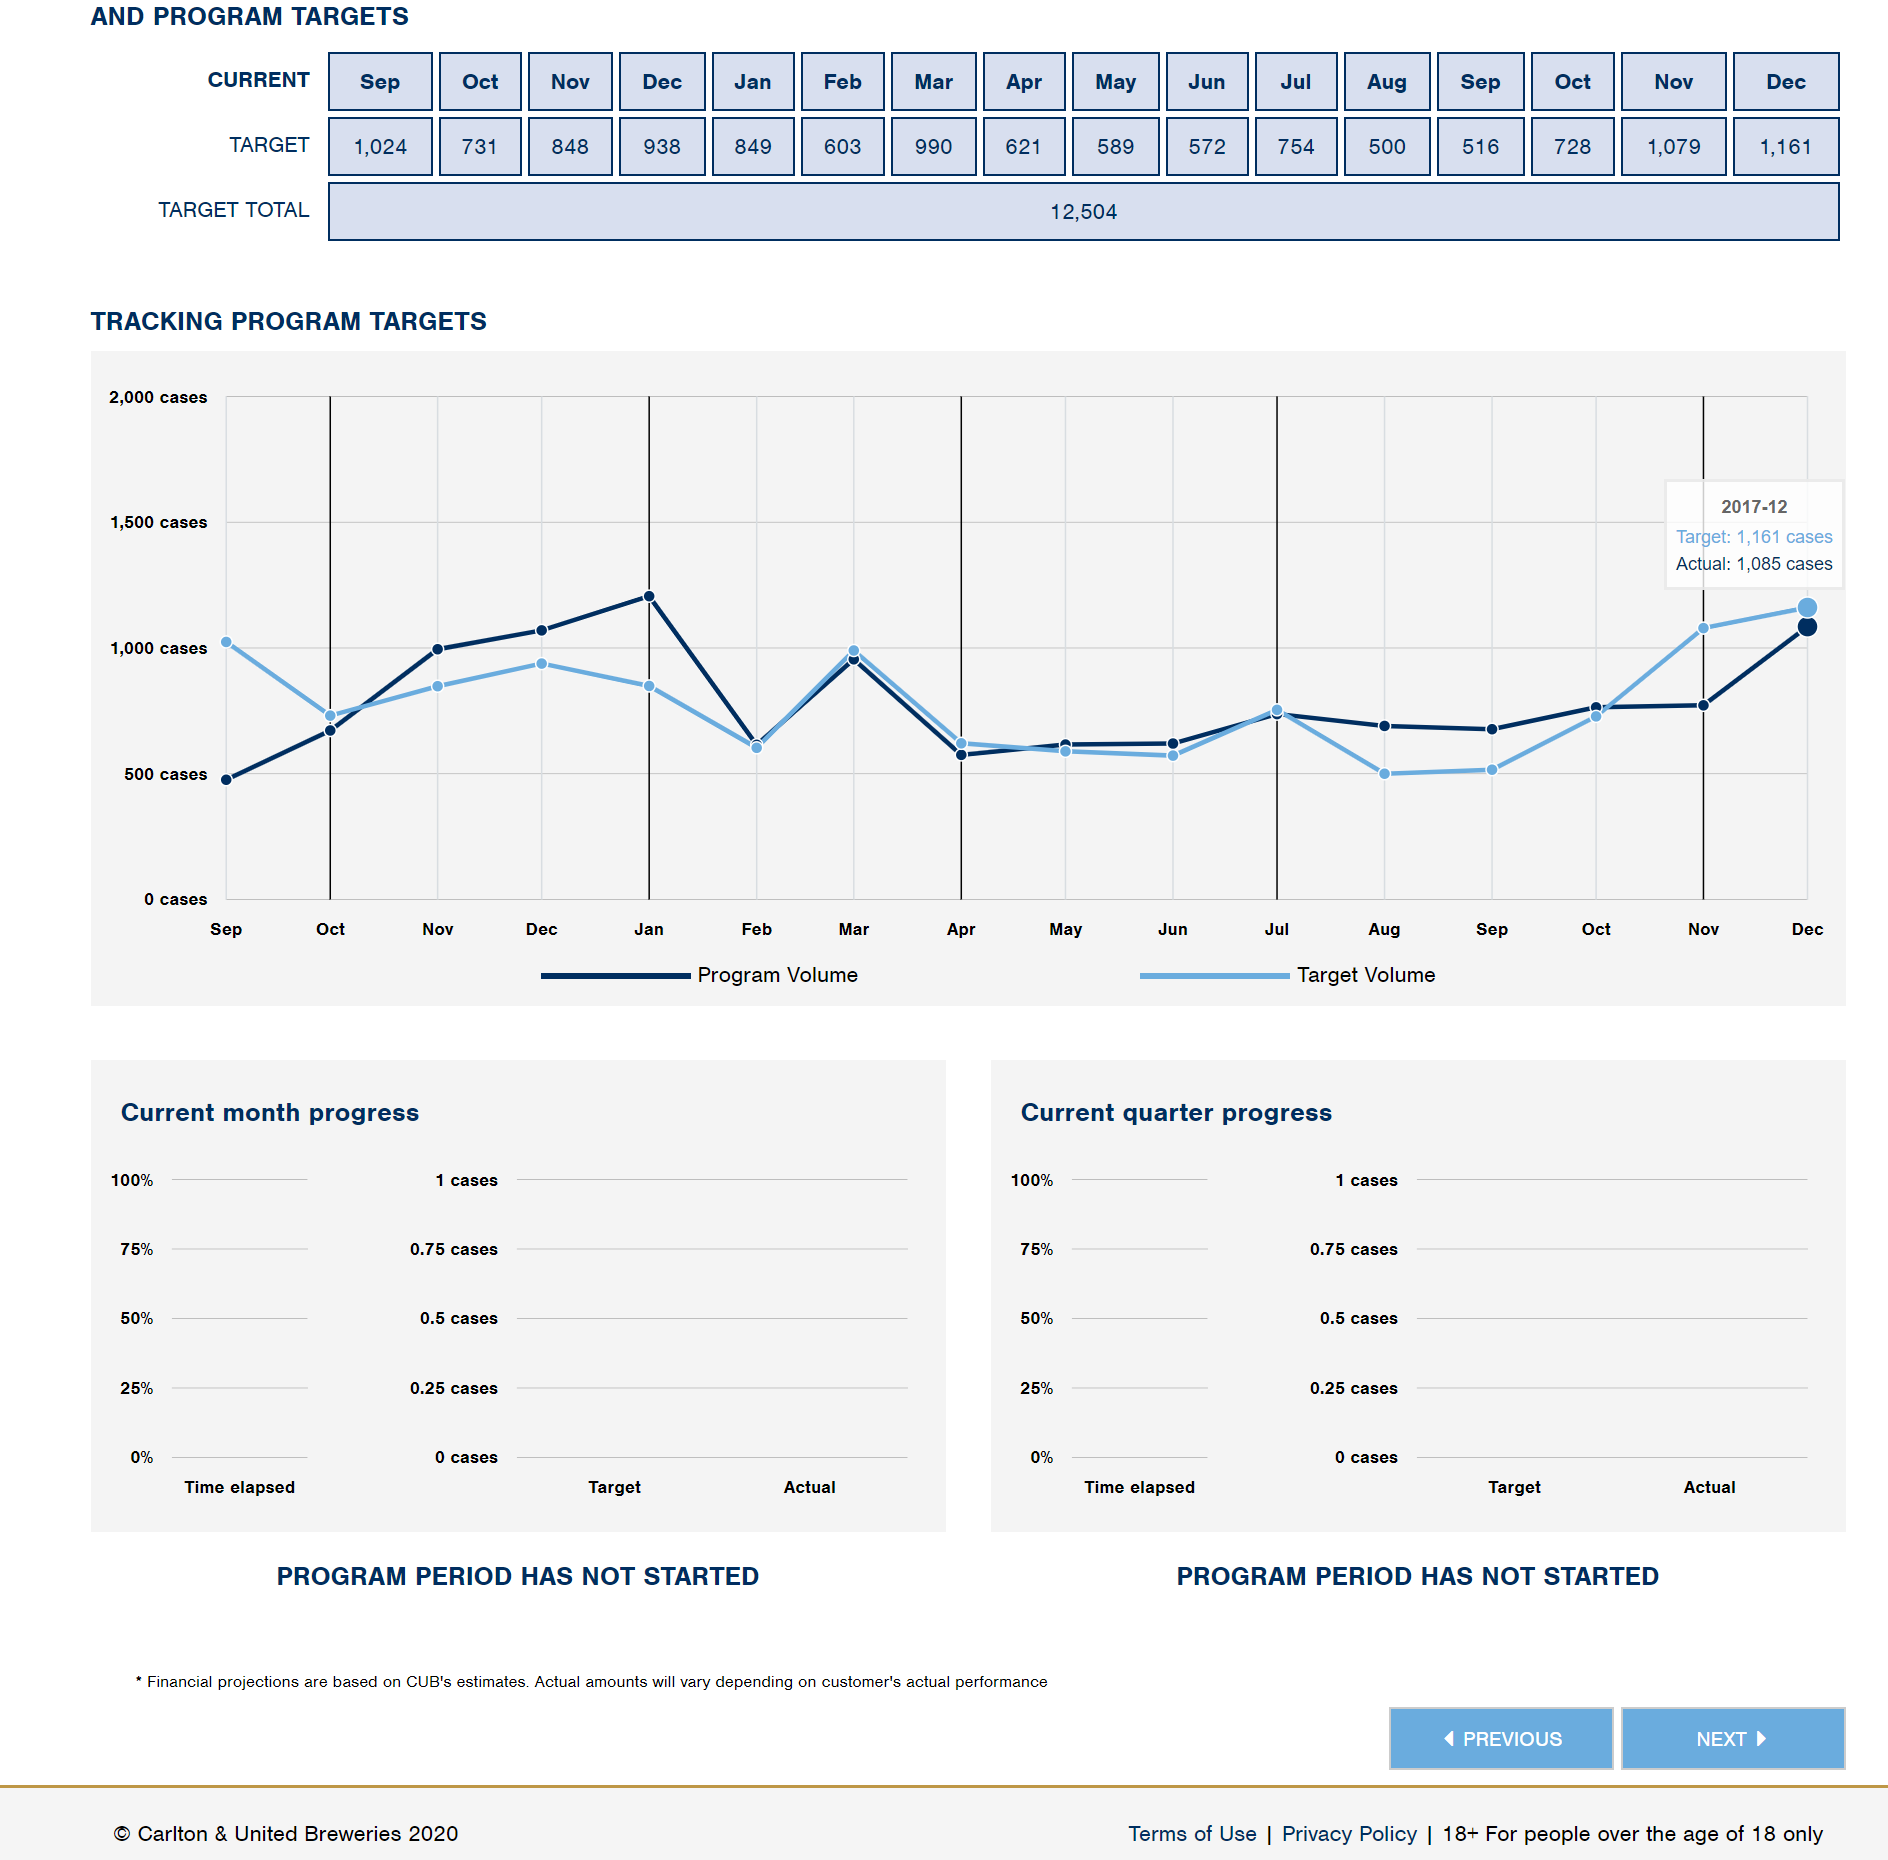 AND PROGRAM TARGETS
CURRENT Sep Oct Nov Dec Jan Feb Mar Apr May Jun Jul Aug Sep Oct Nov Dec
TARGET 1,024 731 848 938 849 603 990 621 589 572 754 500 516 728 1,079 1,161
TARGET TOTAL 12,504
TRACKING PROGRAM TARGETS
2,000 cases
1,500 cases
1,000 cases
500 cases
0 cases
2017-12
Target: 1,161 cases
Actual: 1,085 cases
Sep Oct Nov Dec Jan Feb Mar Apr May Jun Jul Aug Sep Oct Nov Dec
Program Volume Target Volume
Current month progress
100% 1 cases
75% 0.75 cases
50% 0.5 cases
25% 0.25 cases
0% 0 cases
Time elapsed Target Actual
PROGRAM PERIOD HAS NOT STARTED
Current quarter progress
100% 1 cases
75% 0.75 cases
50% 0.5 cases
25% 0.25 cases
0% 0 cases
Time elapsed Target Actual
PROGRAM PERIOD HAS NOT STARTED
* Financial projections are based on CUB's estimates. Actual amounts will vary depending on customer's actual performance
PREVIOUS NEXT
© Carlton & United Breweries 2020
Terms of Use | Privacy Policy | 18+ For people over the age of 18 only